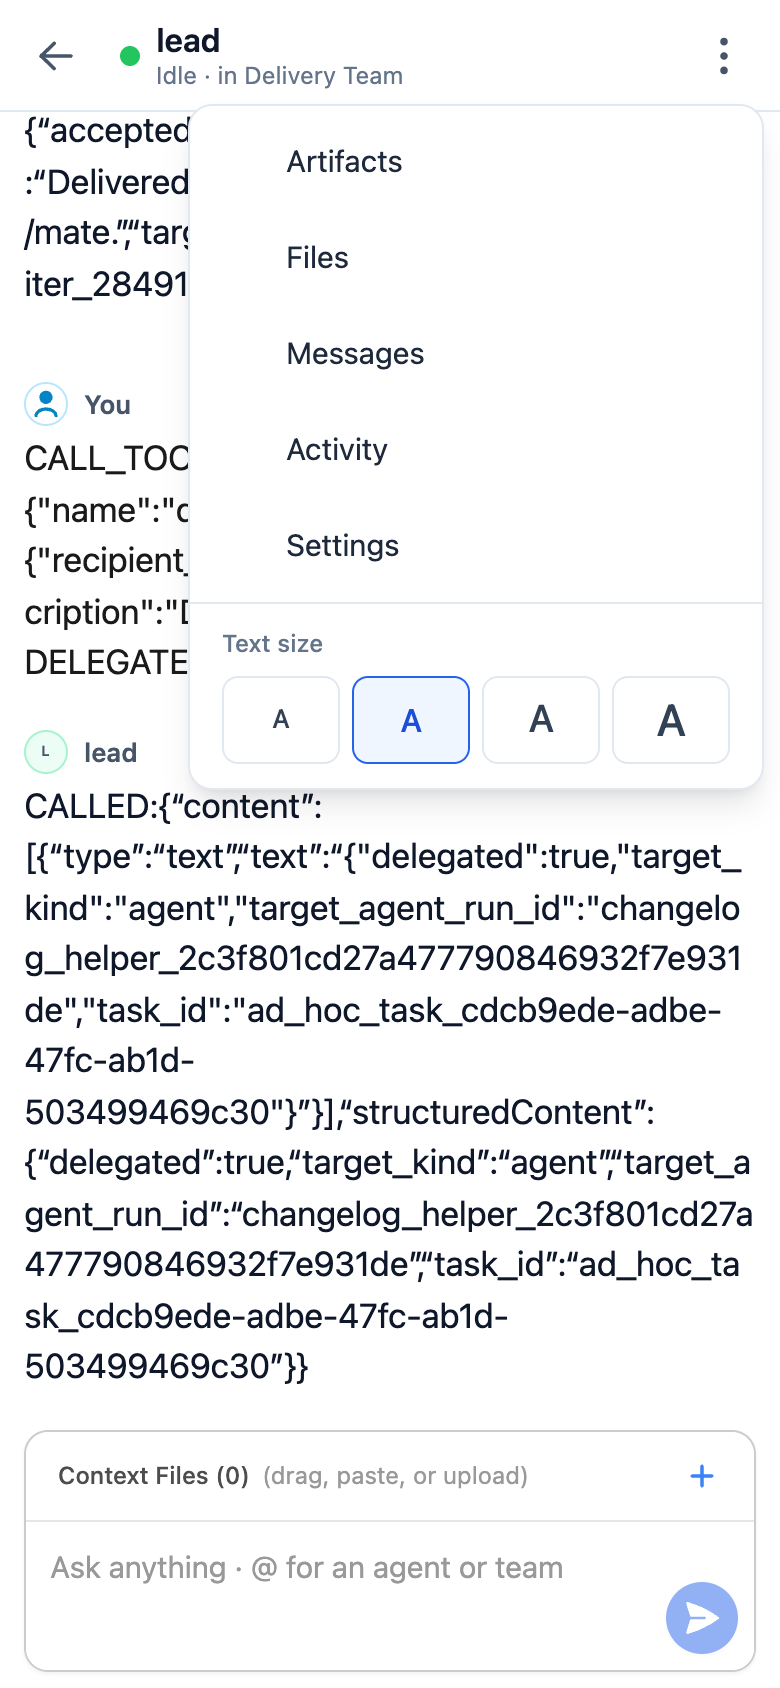 lead
Idle · in Delivery Team
{“accepted
:“Delivered
/mate.”,“targ
iter_28491
Artifacts
Files
Messages
Activity
Settings
Text size
A
A
A
A
You
CALL_TOO
{"name":"d
{"recipient_
cription":"D
DELEGATE
L
lead
CALLED:{“content”:
[{“type”:“text”,“text”:“{"delegated":true,"target_
kind":"agent","target_agent_run_id":"changelo
g_helper_2c3f801cd27a477790846932f7e931
de","task_id":"ad_hoc_task_cdcb9ede-adbe-
47fc-ab1d-
503499469c30"}”}],“structuredContent”:
{“delegated”:true,“target_kind”:“agent”,“target_a
gent_run_id”:“changelog_helper_2c3f801cd27a
477790846932f7e931de”,“task_id”:“ad_hoc_ta
sk_cdcb9ede-adbe-47fc-ab1d-
503499469c30”}}
Context Files (0) (drag, paste, or upload)
Ask anything · @ for an agent or team